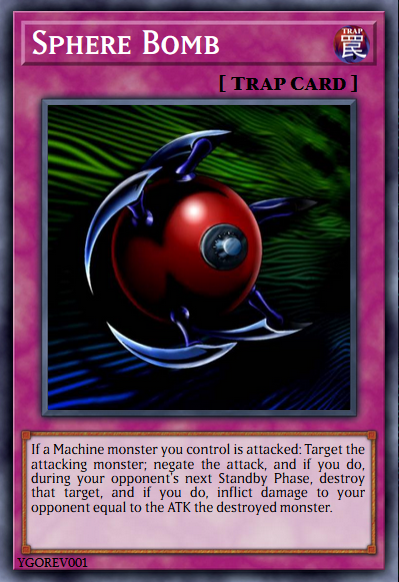 Sphere Bomb
TRAP
罠
[ Trap Card ]
If a Machine monster you control is attacked: Target the
attacking monster; negate the attack, and if you do,
during your opponent's next Standby Phase, destroy
that target, and if you do, inflict damage to your
opponent equal to the ATK the destroyed monster.
YGOREV001